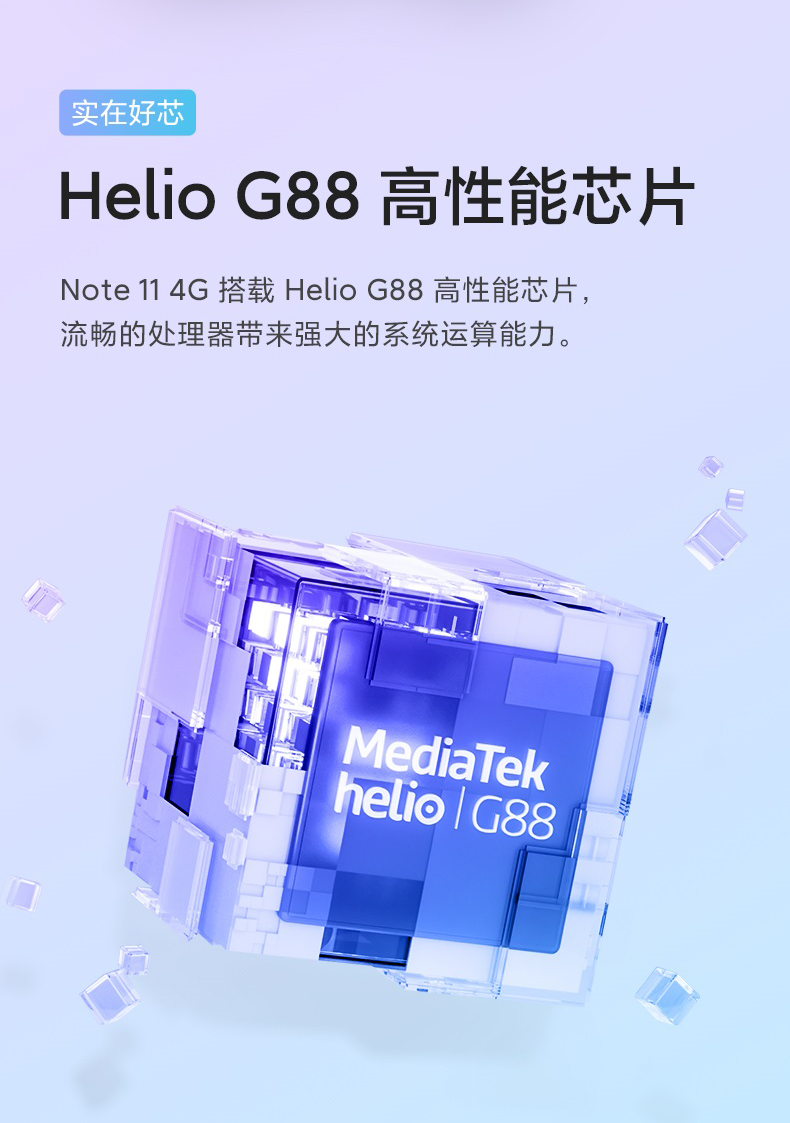 实在好芯
Helio G88 高性能芯片
Note 11 4G 搭载 Helio G88 高性能芯片，
流畅的处理器带来强大的系统运算能力。
MediaTek
helio | G88